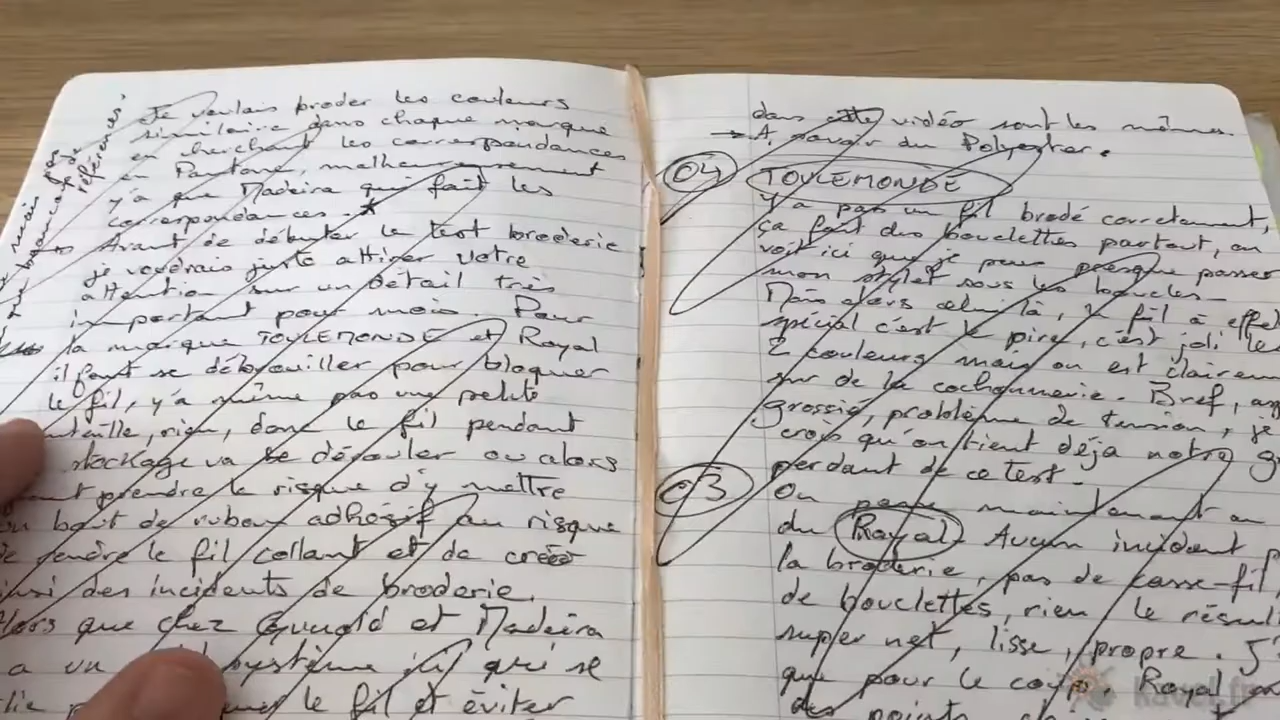 Je voulais broder les couleurs
similaire dans chaque marque
en cherchant les correspondances
en Pantone, malheureusement
y'a que Madeira qui fait les
correspondances.
Avant de débuter le test broderie
je voudrais juste attirer votre
attention sur un détail très
important pour mois. Pour
la marque TOYLEMONDE et Royal
il faut se débrouiller pour bloquer
le fil, y'a même pas une petite
entaille, rien, donc le fil pendant
stockage va se dérouler ou alors
prendre le risque d'y mettre
bout de ruban adhésif au risque
de rendre le fil collant et de créer
ainsi des incidents de broderie.
Alors que chez Gunold et Madeira
a un système qui se
le fil et éviter
références
dans cette vidéo sont les mêmes.
→ A savoir du Polyester.
04 TOYLEMONDE
y'a pas un fil brodé correctement,
ça fait des bouclettes partout, on
voit ici que je peux presque passer
mon stylet sous les boucles.
Mais alors celui là, le fil à effet
spécial c'est le pire, c'est joli les
2 couleurs mais on est
sur de la cochonnerie. Bref,
grossié, problème de tension, je
crois qu'on tient déjà notre
perdant de ce test.
03 On passe maintenant au
du Royal Aucun incident
la broderie, pas de casse-fil,
de bouclettes, rien le
super net, lisse, propre.
que pour le coup, Royal
des points
kavel.fr